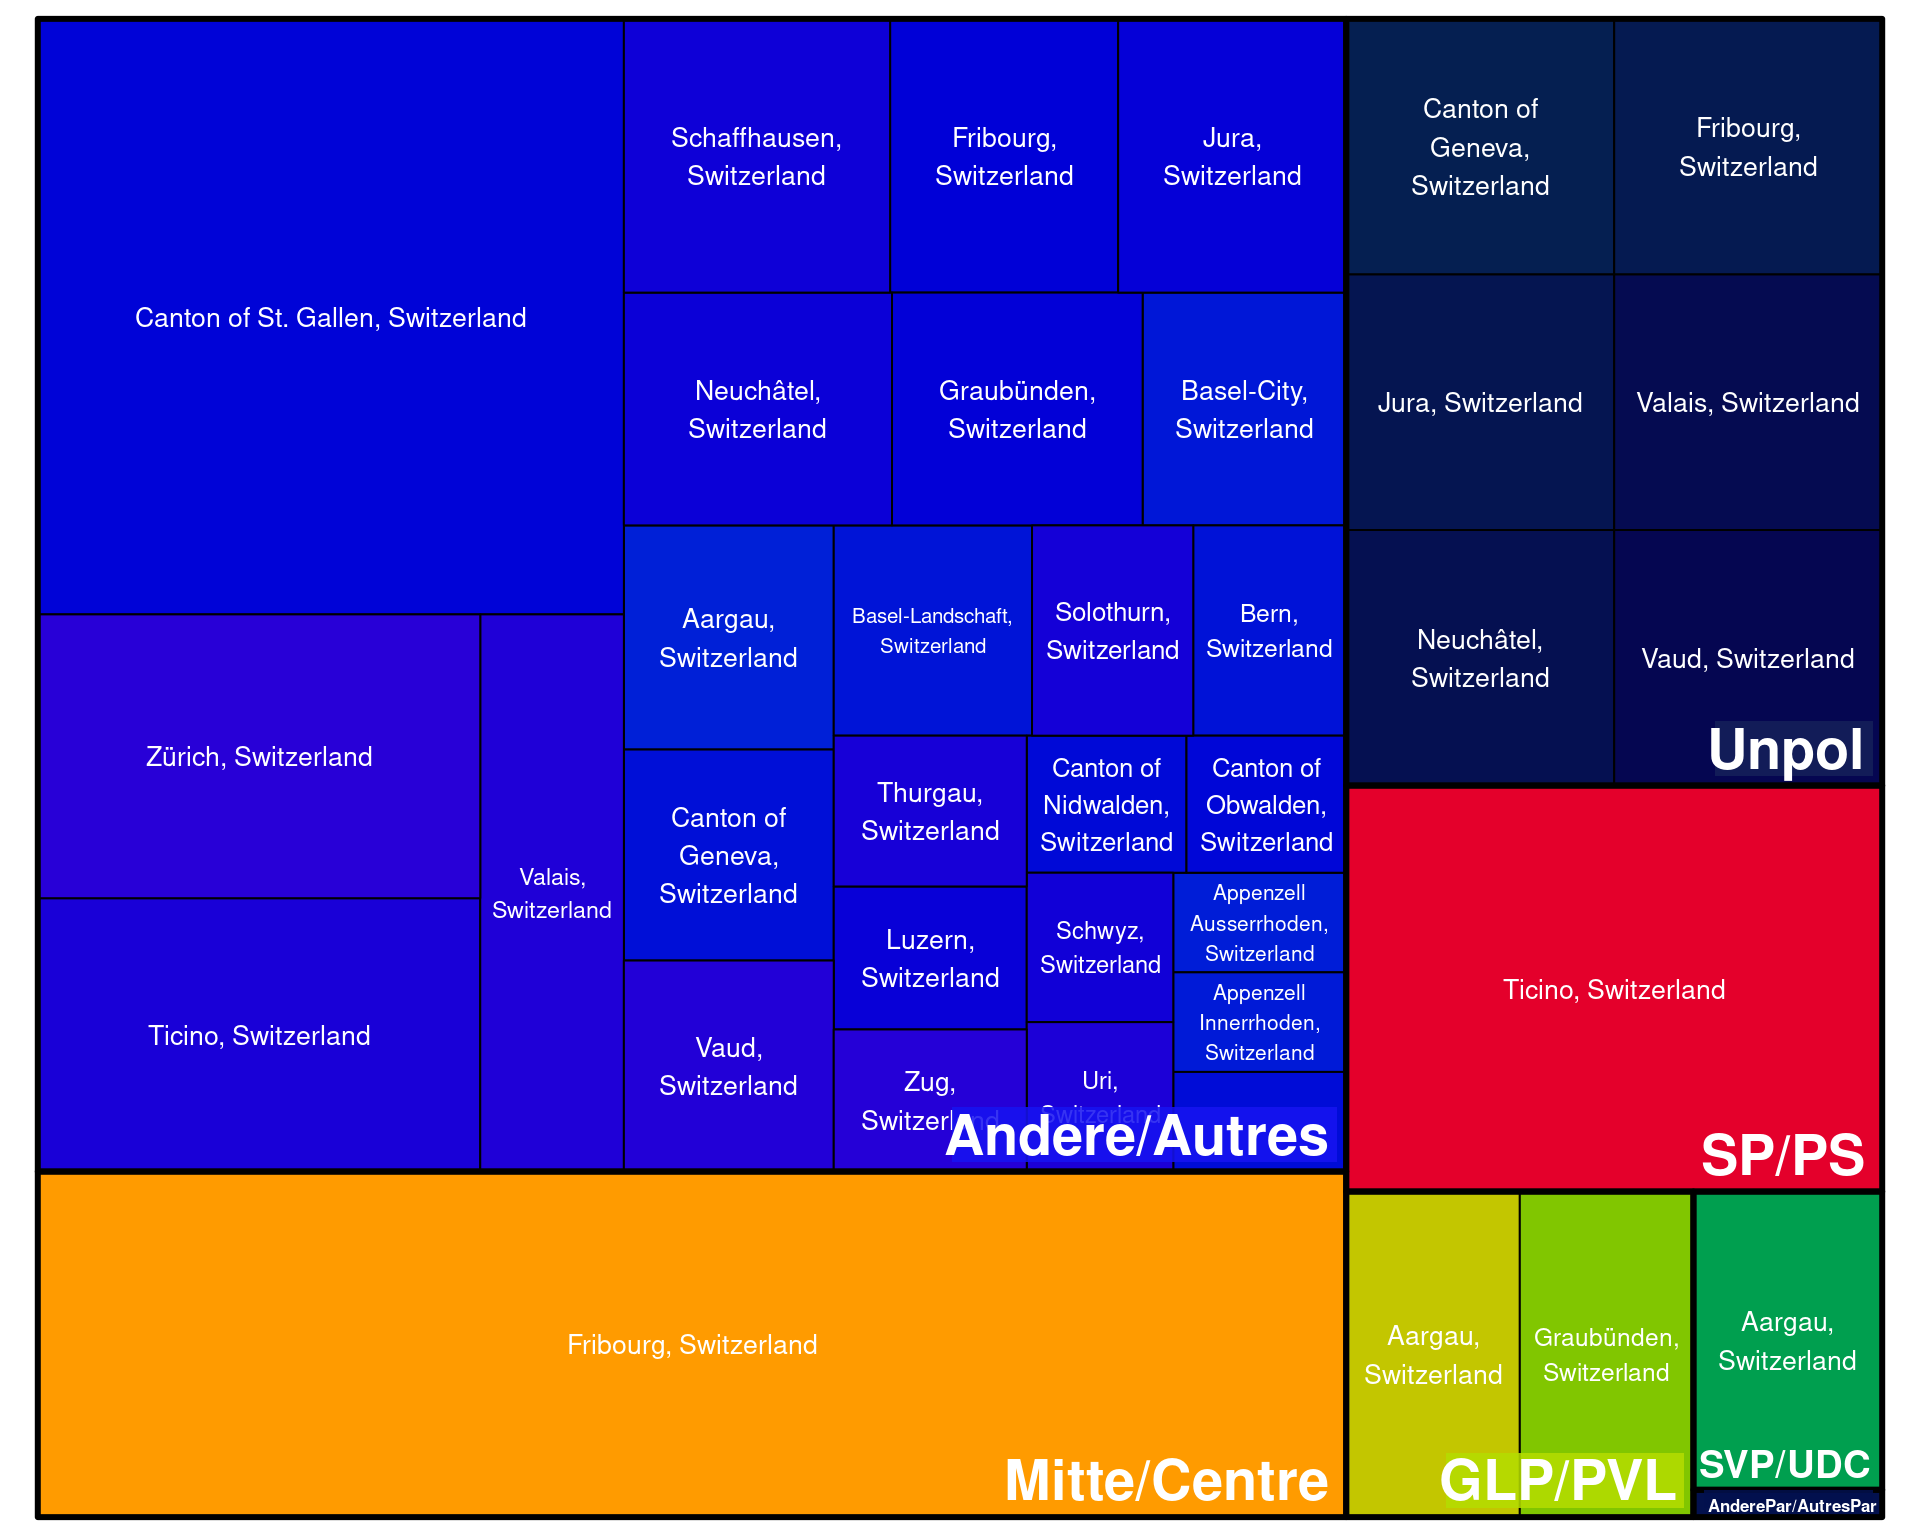 Canton of St. Gallen, Switzerland
Schaffhausen,
Switzerland
Fribourg,
Switzerland
Jura,
Switzerland
Neuchâtel,
Switzerland
Graubünden,
Switzerland
Basel-City,
Switzerland
Zürich, Switzerland
Ticino, Switzerland
Valais,
Switzerland
Aargau,
Switzerland
Basel-Landschaft,
Switzerland
Solothurn,
Switzerland
Bern,
Switzerland
Canton of
Geneva,
Switzerland
Vaud,
Switzerland
Thurgau,
Switzerland
Canton of
Nidwalden,
Switzerland
Canton of
Obwalden,
Switzerland
Luzern,
Switzerland
Schwyz,
Switzerland
Appenzell
Ausserrhoden,
Switzerland
Appenzell
Innerrhoden,
Switzerland
Zug,
Switzerland
Uri,
Switzerland
Andere/Autres
Fribourg, Switzerland
Mitte/Centre
Canton of
Geneva,
Switzerland
Fribourg,
Switzerland
Jura, Switzerland
Valais, Switzerland
Neuchâtel,
Switzerland
Vaud, Switzerland
Unpol
Ticino, Switzerland
SP/PS
Aargau,
Switzerland
Graubünden,
Switzerland
GLP/PVL
Aargau,
Switzerland
SVP/UDC
AnderePar/AutresPar